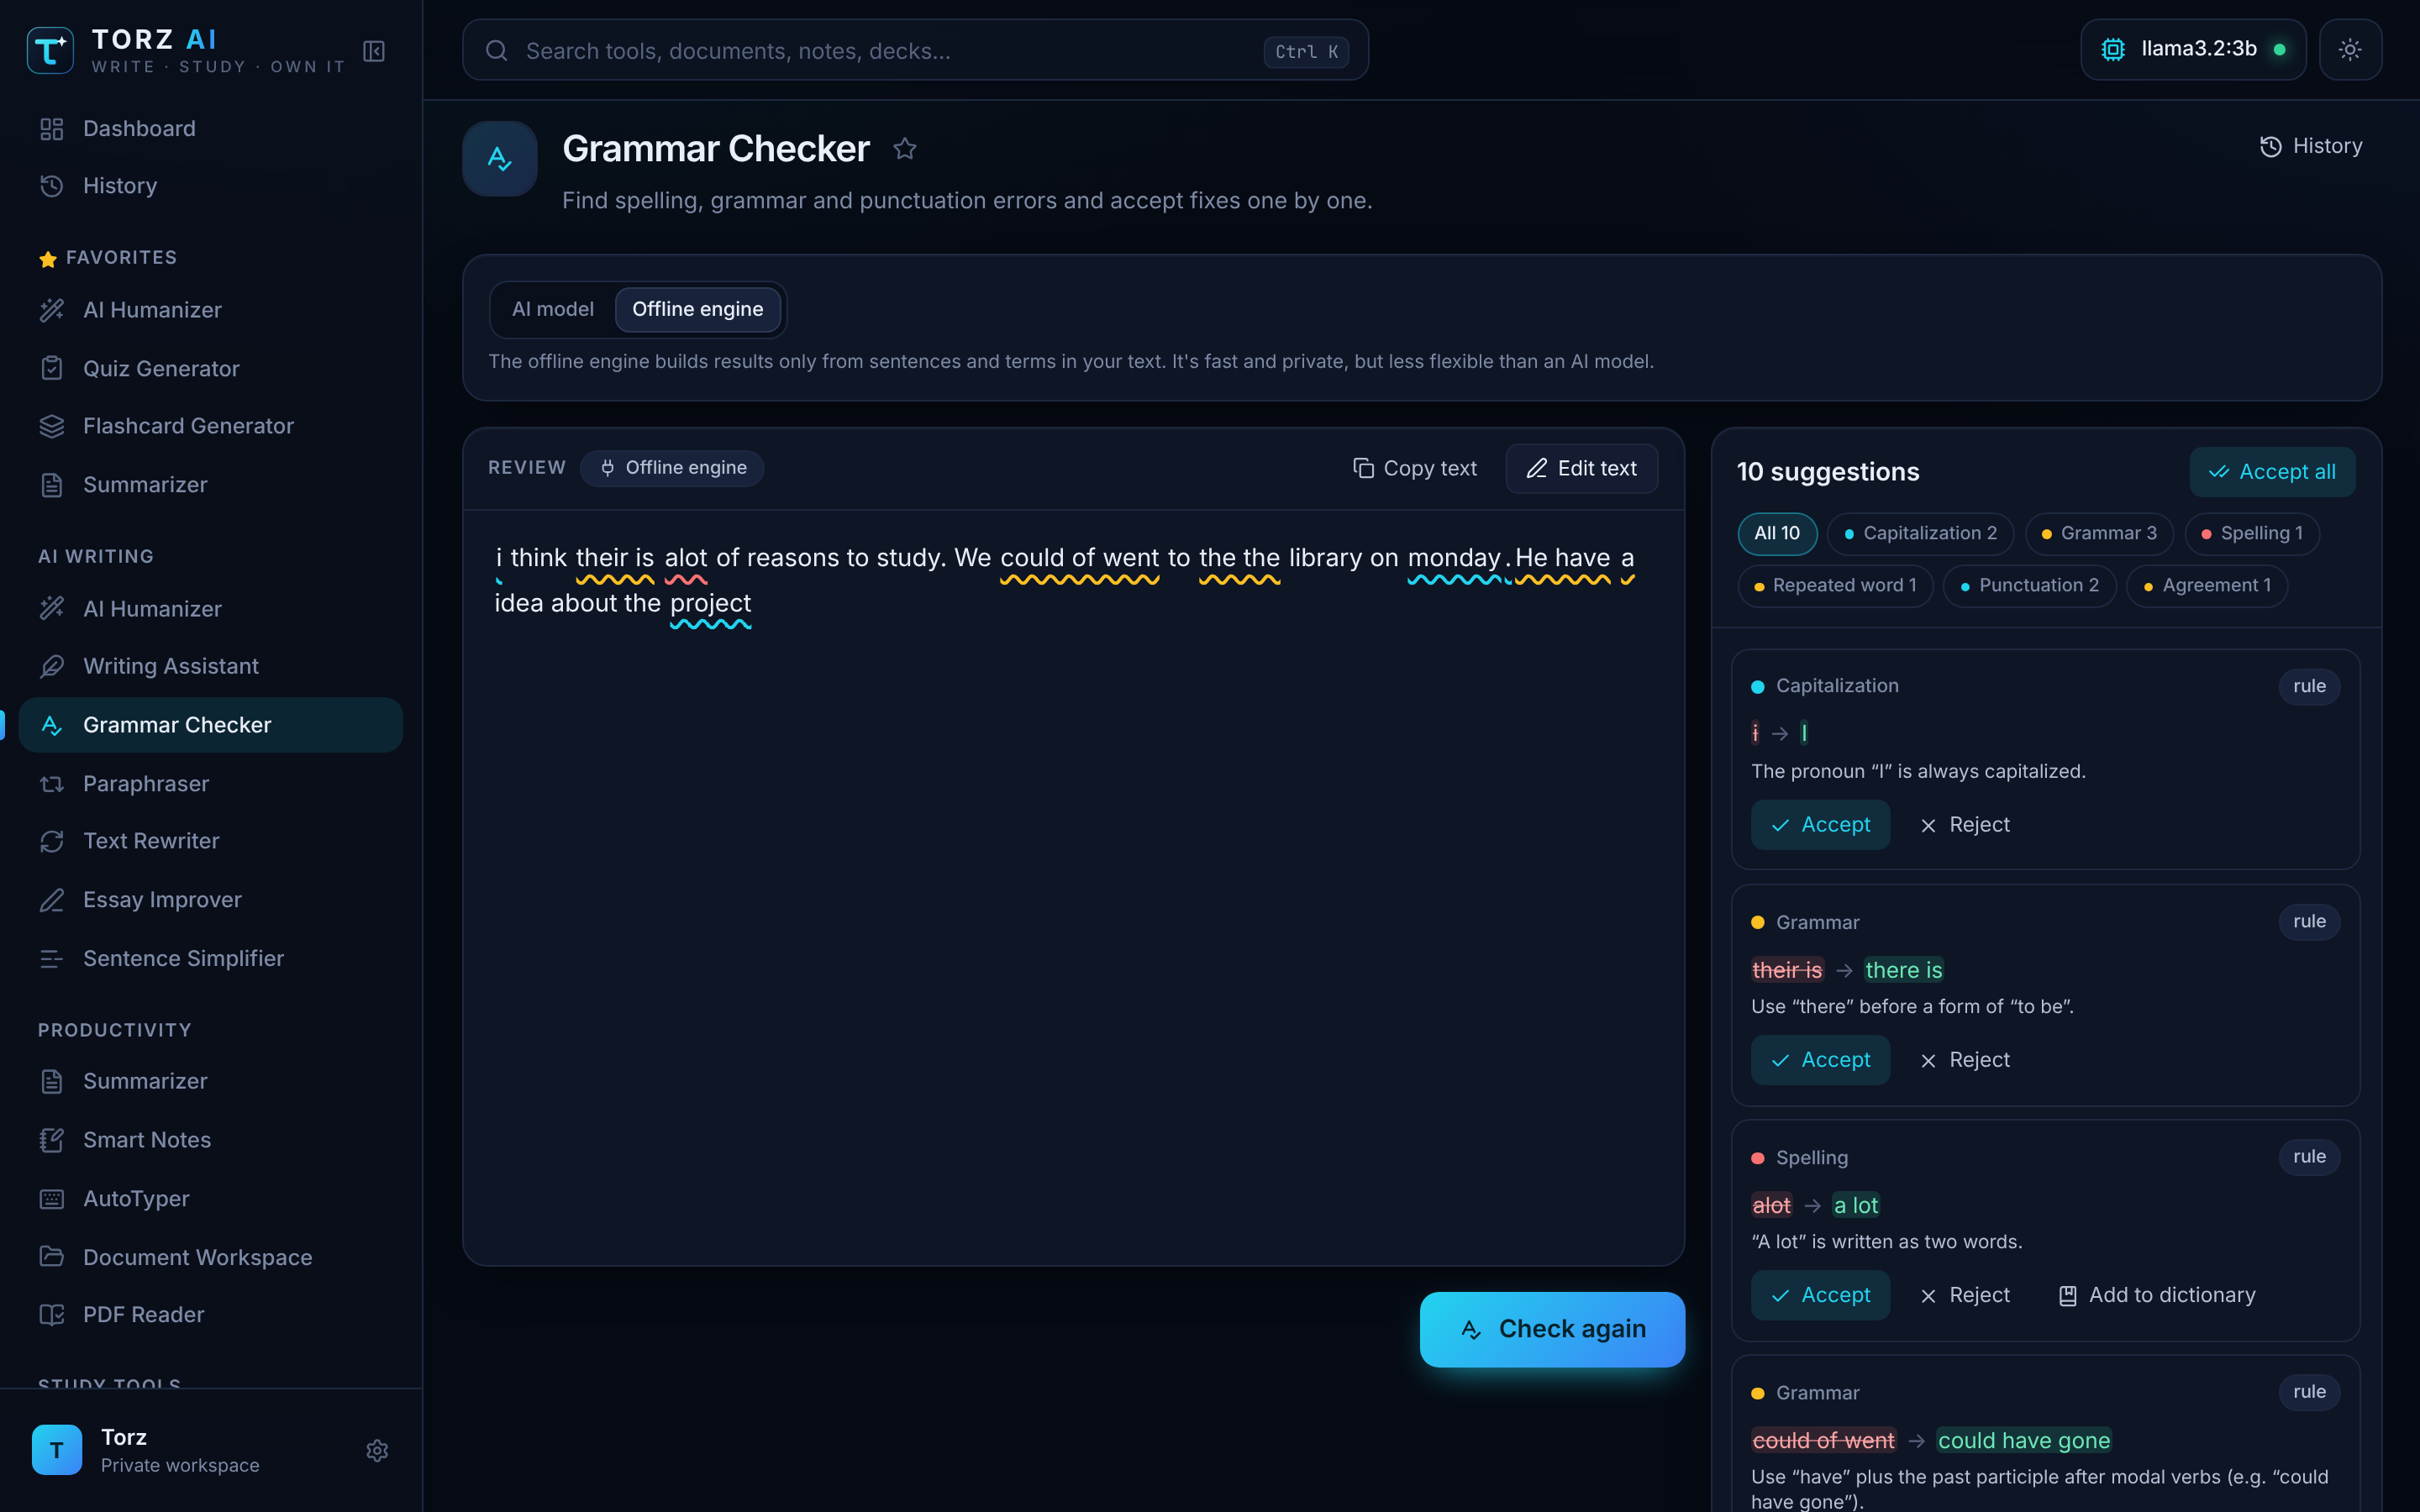 TORZ AI
WRITE · STUDY · OWN IT
Search tools, documents, notes, decks...
Ctrl K
llama3.2:3b
Dashboard
History
FAVORITES
AI Humanizer
Quiz Generator
Flashcard Generator
Summarizer
AI WRITING
AI Humanizer
Writing Assistant
Grammar Checker
Paraphraser
Text Rewriter
Essay Improver
Sentence Simplifier
PRODUCTIVITY
Summarizer
Smart Notes
AutoTyper
Document Workspace
PDF Reader
STUDY TOOLS
T
Torz
Private workspace
Grammar Checker
History
Find spelling, grammar and punctuation errors and accept fixes one by one.
AI model
Offline engine
The offline engine builds results only from sentences and terms in your text. It's fast and private, but less flexible than an AI model.
REVIEW
Offline engine
Copy text
Edit text
i think their is alot of reasons to study. We could of went to the the library on monday . He have a
idea about the project
Check again
10 suggestions
Accept all
All 10
Capitalization 2
Grammar 3
Spelling 1
Repeated word 1
Punctuation 2
Agreement 1
Capitalization
rule
i → I
The pronoun “I” is always capitalized.
Accept
Reject
Grammar
rule
their is → there is
Use “there” before a form of “to be”.
Accept
Reject
Spelling
rule
alot → a lot
“A lot” is written as two words.
Accept
Reject
Add to dictionary
Grammar
rule
could of went → could have gone
Use “have” plus the past participle after modal verbs (e.g. “could
have gone”).